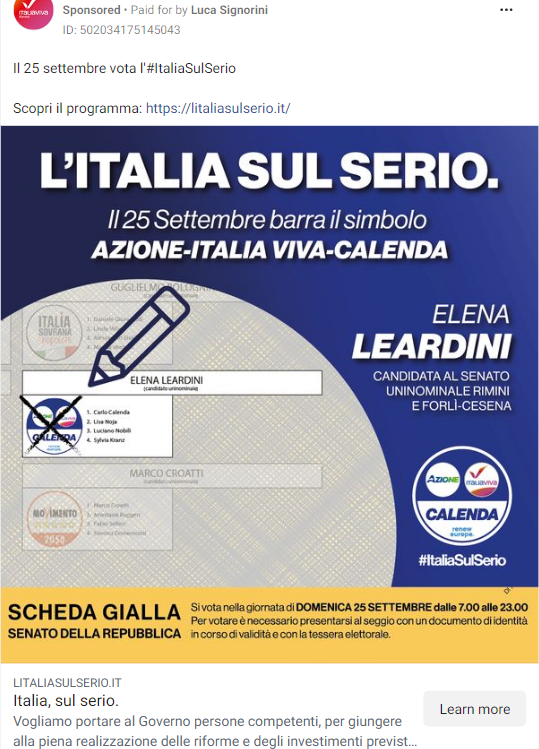 Sponsored • Paid for by Luca Signorini
ID: 502034175145043
Il 25 settembre vota l'#ItaliaSulSerio
Scopri il programma: https://litaliasulserio.it/
L'ITALIA SUL SERIO.
Il 25 Settembre barra il simbolo
AZIONE-ITALIA VIVA-CALENDA
ELENA
LEARDINI
CANDIDATA AL SENATO
UNINOMINALE RIMINI
E FORLÌ-CESENA
GUGLIELMO
(candidato uninominale)
ITALIA
SOVRANA
POPOLARE
ELENA LEARDINI
(candidato uninominale)
CALENDA
1. Carlo Calenda
2. Lisa Noja
3. Luciano Nobili
4. Sylvia Kranz
MARCO CROATTI
(candidato uninominale)
MOVIMENTO
2050
1. Marco Croatti
AZIONE
ITALIAVIVA
CALENDA
renew
europe.
#ItaliaSulSerio
SCHEDA GIALLA
SENATO DELLA REPUBBLICA
Si vota nella giornata di DOMENICA 25 SETTEMBRE dalle 7.00 alle 23.00
Per votare è necessario presentarsi al seggio con un documento di identità
in corso di validità e con la tessera elettorale.
LITALIASULSERIO.IT
Italia, sul serio.
Vogliamo portare al Governo persone competenti, per giungere
alla piena realizzazione delle riforme e degli investimenti previst...
Learn more